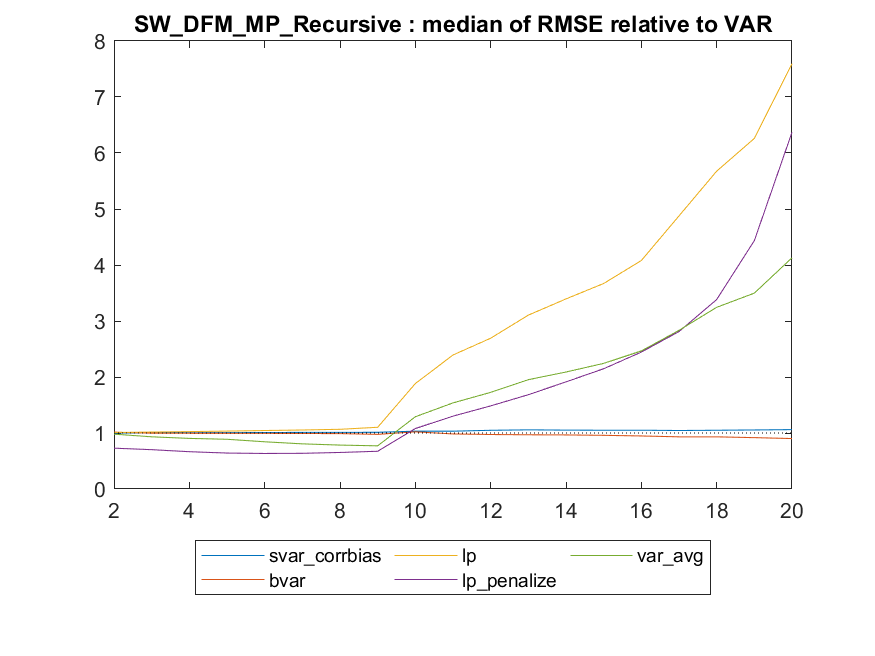 SW_DFM_MP_Recursive : median of RMSE relative to VAR
8
7
6
5
4
3
2
1
0
2 4 6 8 10 12 14 16 18 20
svar_corrbias lp var_avg
bvar lp_penalize